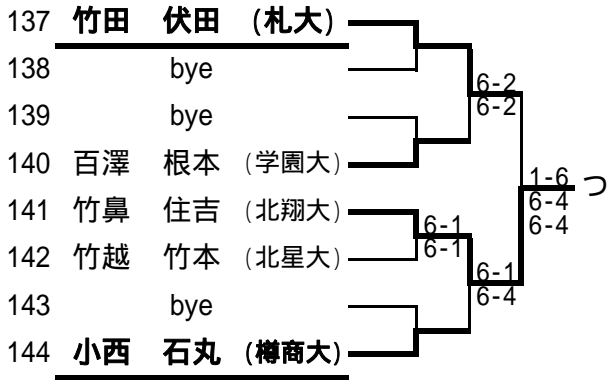 137 竹田 伏田 (札大)
138 bye
6-2
139 bye
6-2
140 百澤 根本 (学園大)
1-6
つ
141 竹鼻 住吉 (北翔大)
6-4
6-1
6-4
142 竹越 竹本 (北星大)
6-1
6-1
143 bye
6-4
144 小西 石丸 (樽商大)